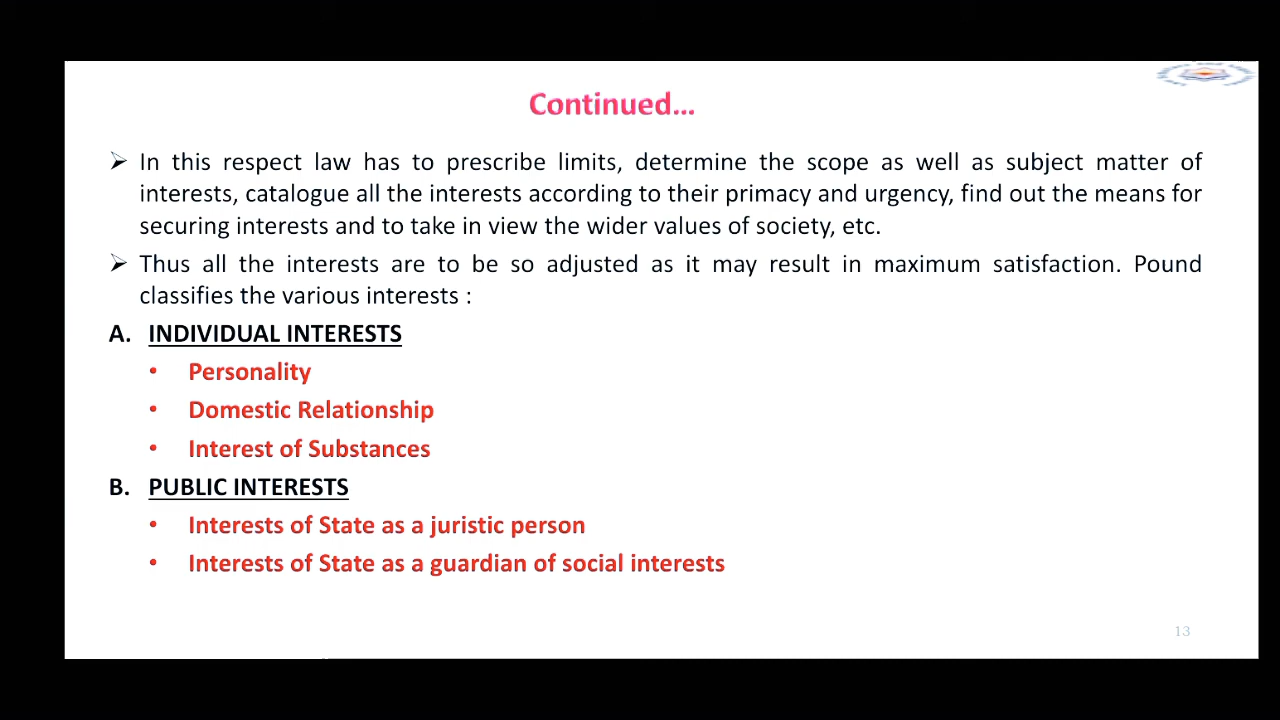 Continued...
➢ In this respect law has to prescribe limits, determine the scope as well as subject matter of
interests, catalogue all the interests according to their primacy and urgency, find out the means for
securing interests and to take in view the wider values of society, etc.
➢ Thus all the interests are to be so adjusted as it may result in maximum satisfaction. Pound
classifies the various interests :
A. INDIVIDUAL INTERESTS
• Personality
• Domestic Relationship
• Interest of Substances
B. PUBLIC INTERESTS
• Interests of State as a juristic person
• Interests of State as a guardian of social interests
13